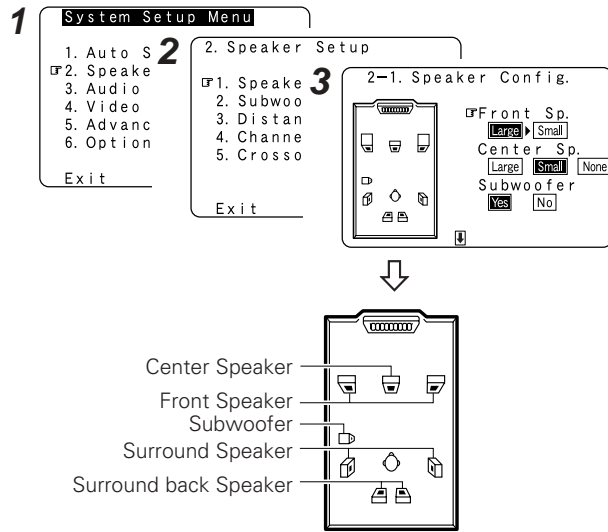 1
System Setup Menu
1. Auto S
☞2. Speake
3. Audio
4. Video
5. Advanc
6. Option
Exit
2
2. Speaker Setup
☞1. Speake
2. Subwoo
3. Distan
4. Channe
5. Crosso
Exit
3
2-1. Speaker Config.
☞Front Sp.
Large Small
Center Sp.
Large Small None
Subwoofer
Yes No
Center Speaker
Front Speaker
Subwoofer
Surround Speaker
Surround back Speaker